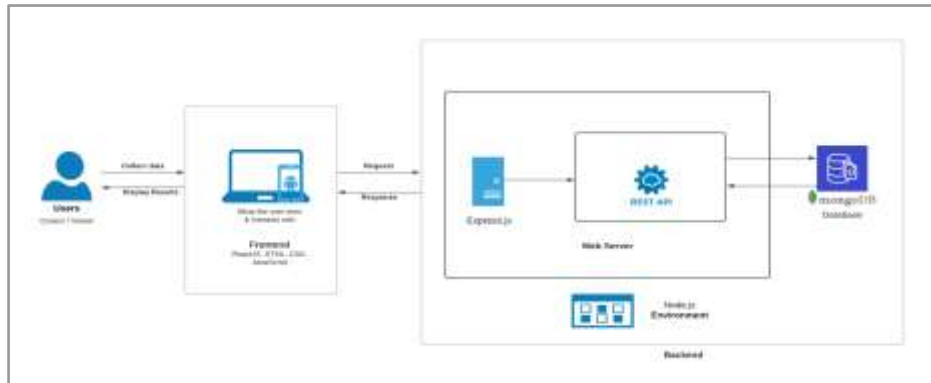 Collect data
Display Results
Users
Frontend
JavaScript
Request
Response
Express.js
REST API
Web Server
mongoDB
Database
Node.js
Environment
Backend